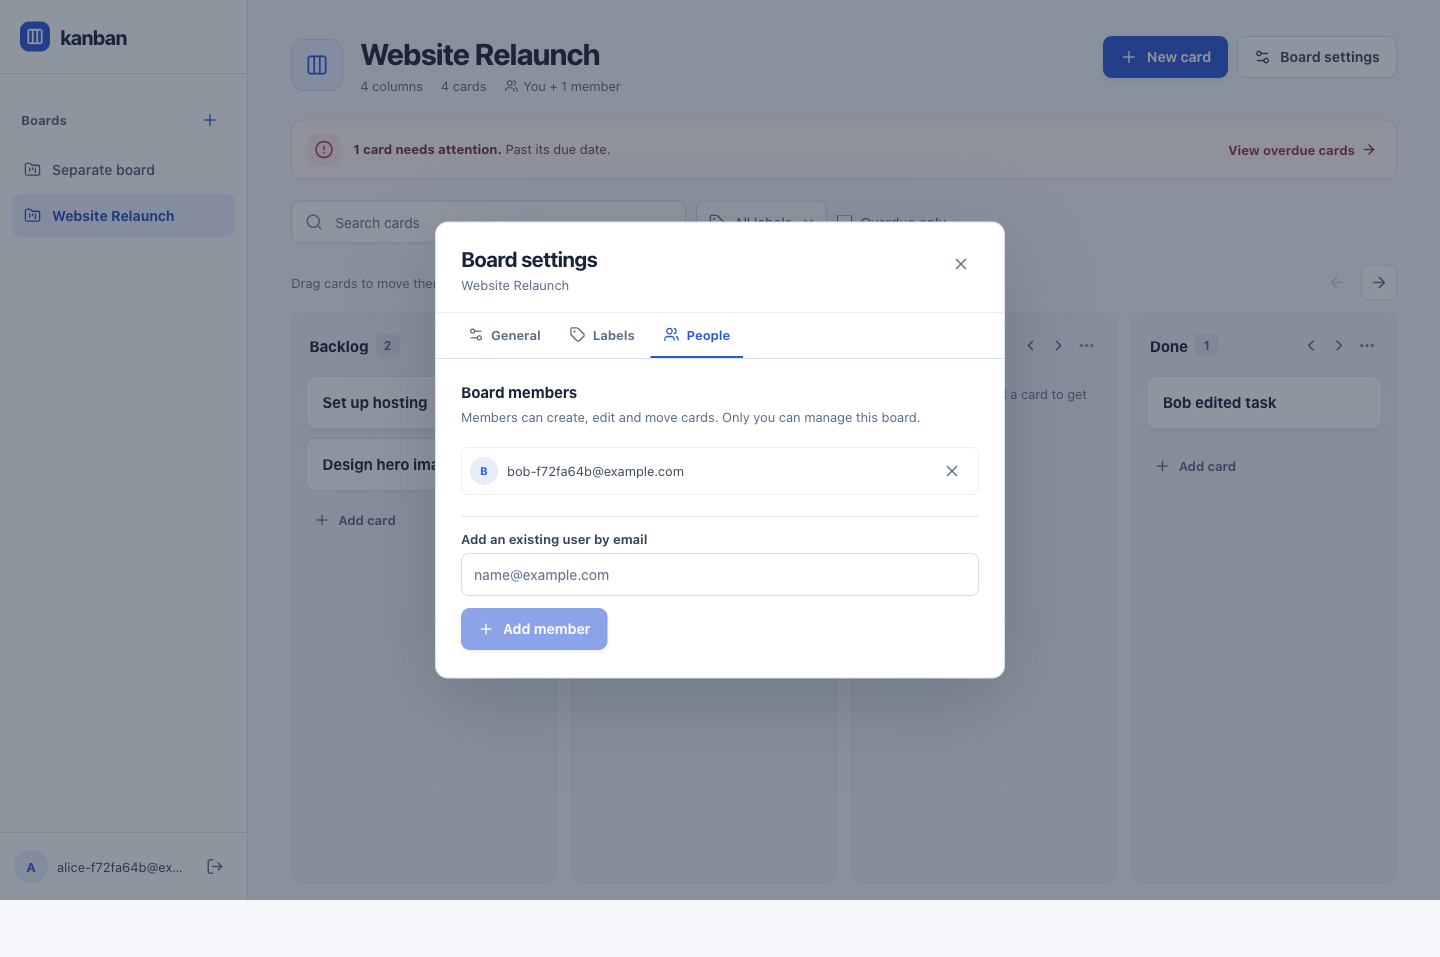 kanban
Boards
Separate board
Website Relaunch
A
alice-f72fa64b@ex...
Website Relaunch
4 columns · 4 cards You + 1 member
New card
Board settings
1 card needs attention. Past its due date.
View overdue cards
Search cards
All labels
Overdue only
Drag cards to move
Backlog 2
Set up hosting
Design hero
Add card
a card to get
Done 1
Bob edited task
Add card
Board settings
Website Relaunch
General
Labels
People
Board members
Members can create, edit and move cards. Only you can manage this board.
B
bob-f72fa64b@example.com
Add an existing user by email
name@example.com
Add member